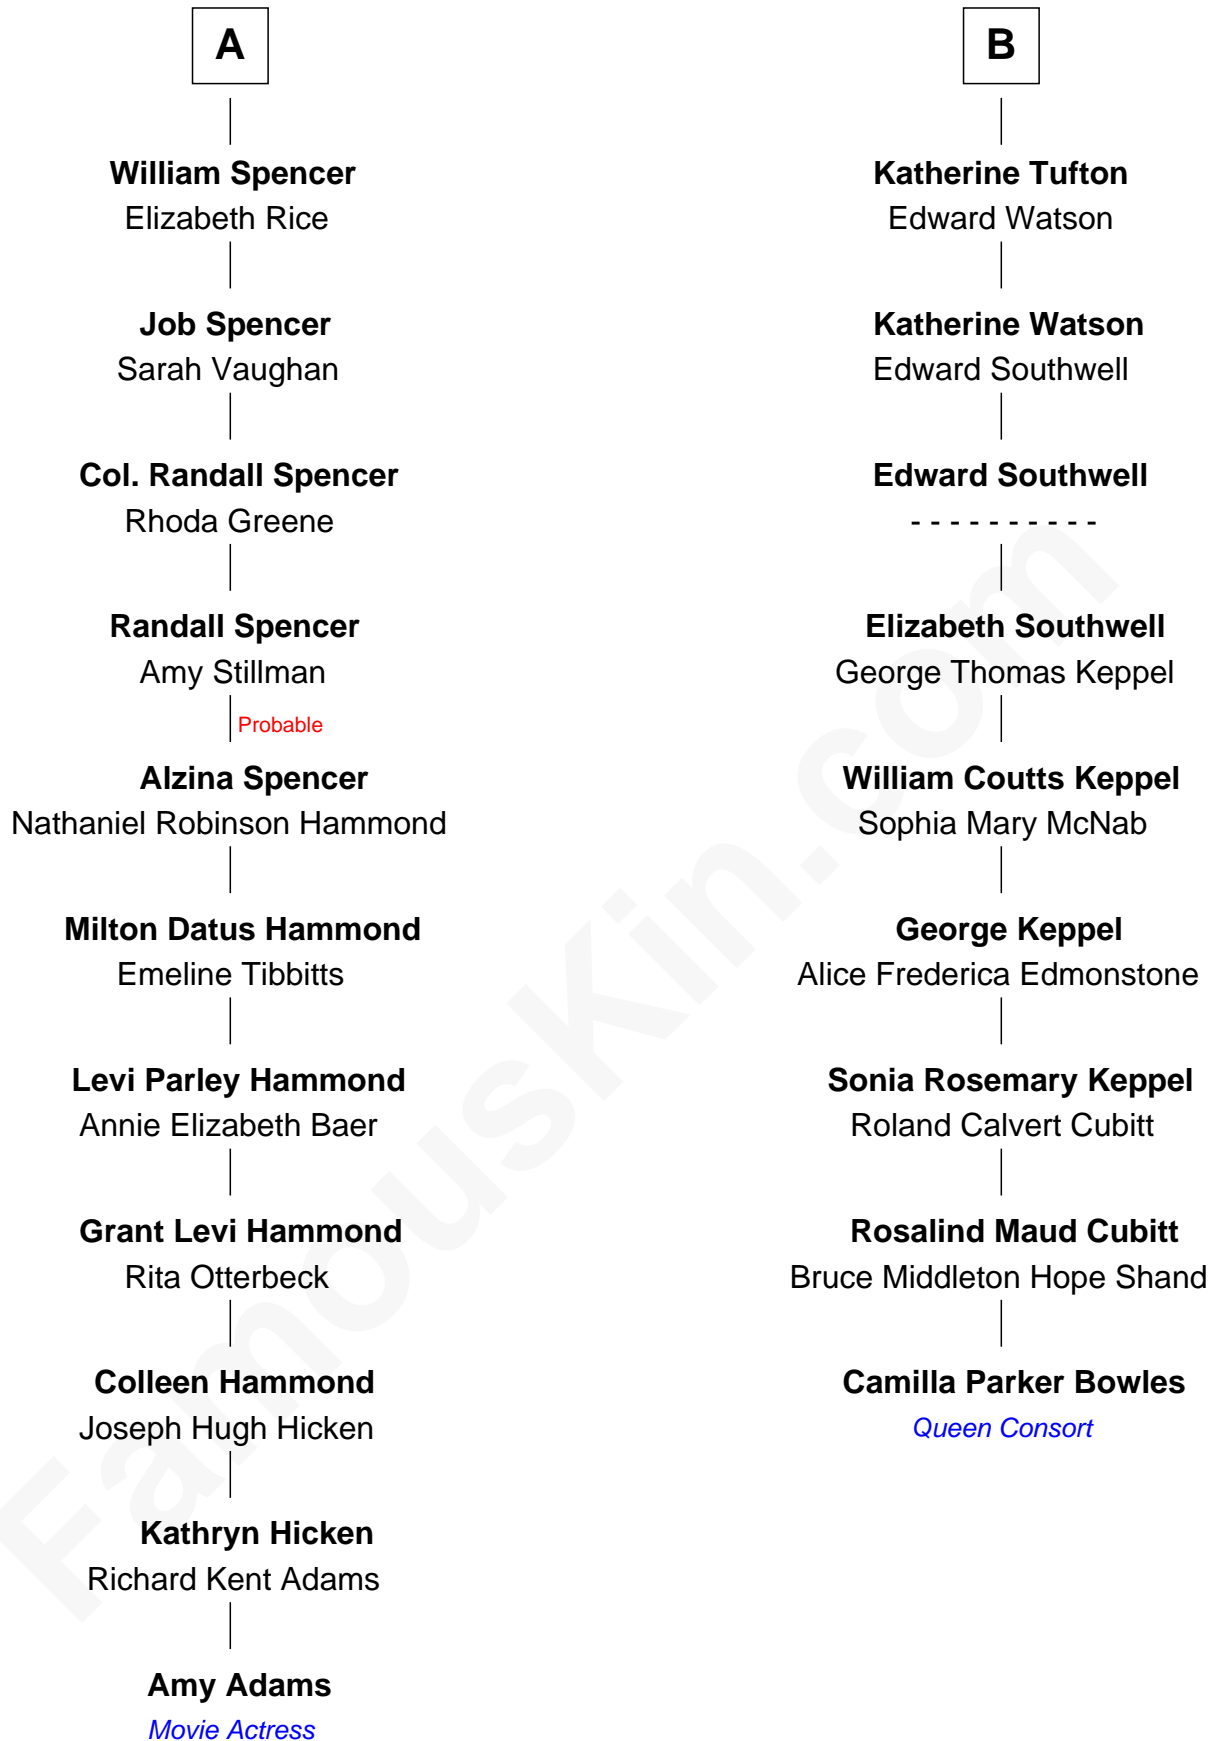 A
William Spencer
Elizabeth Rice
Job Spencer
Sarah Vaughan
Col. Randall Spencer
Rhoda Greene
Randall Spencer
Amy Stillman
Probable
Alzina Spencer
Nathaniel Robinson Hammond
Milton Datus Hammond
Emeline Tibbitts
Levi Parley Hammond
Annie Elizabeth Baer
Grant Levi Hammond
Rita Otterbeck
Colleen Hammond
Joseph Hugh Hicken
Kathryn Hicken
Richard Kent Adams
Amy Adams
Movie Actress
B
Katherine Tufton
Edward Watson
Katherine Watson
Edward Southwell
Edward Southwell
- - - - - - - - - -
Elizabeth Southwell
George Thomas Keppel
William Coutts Keppel
Sophia Mary McNab
George Keppel
Alice Frederica Edmonstone
Sonia Rosemary Keppel
Roland Calvert Cubitt
Rosalind Maud Cubitt
Bruce Middleton Hope Shand
Camilla Parker Bowles
Queen Consort
FamousKin.com